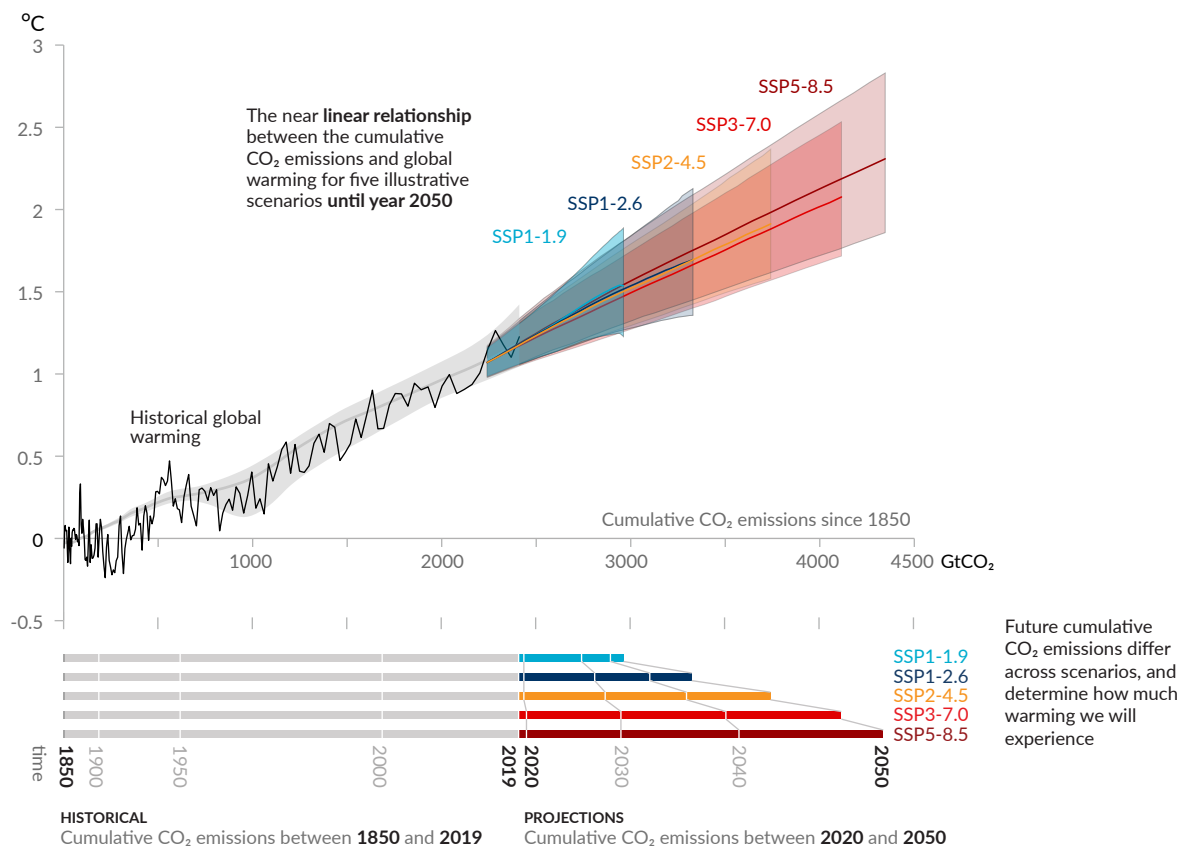 °C
3
2.5
2
1.5
1
0.5
0
-0.5
The near linear relationship
between the cumulative
CO₂ emissions and global
warming for five illustrative
scenarios until year 2050
SSP5-8.5
SSP3-7.0
SSP2-4.5
SSP1-2.6
SSP1-1.9
Historical global
warming
Cumulative CO₂ emissions since 1850
1000 2000 3000 4000 4500 GtCO₂
Future cumulative
CO₂ emissions differ
across scenarios, and
determine how much
warming we will
experience
SSP1-1.9
SSP1-2.6
SSP2-4.5
SSP3-7.0
SSP5-8.5
time 1850 1900 1950 2000 2019 2020 2030 2040 2050
HISTORICAL
Cumulative CO₂ emissions between 1850 and 2019
PROJECTIONS
Cumulative CO₂ emissions between 2020 and 2050